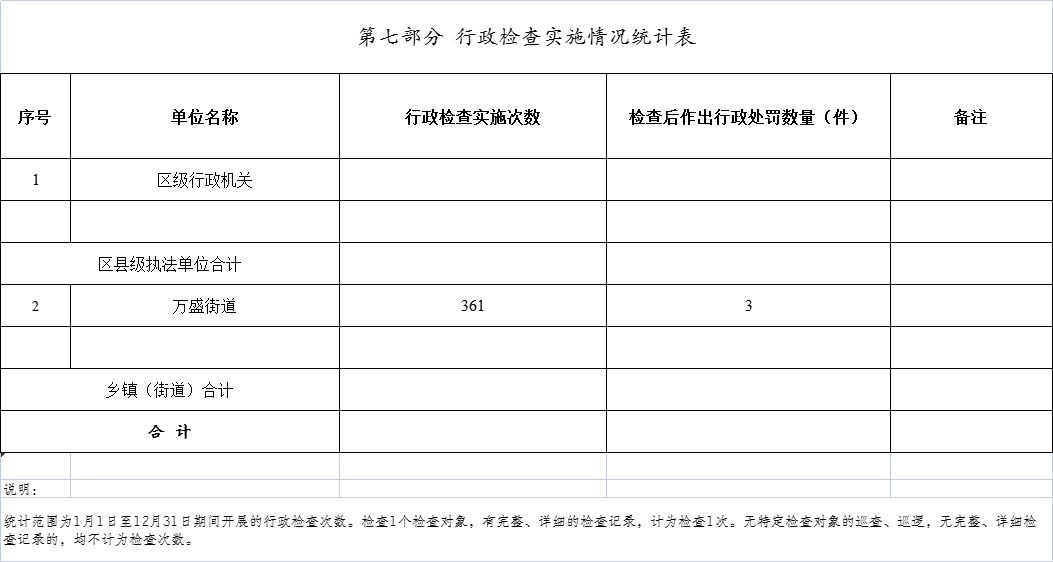 第七部分 行政检查实施情况统计表
序号 单位名称 行政检查实施次数 检查后作出行政处罚数量（件） 备注
1 区级行政机关
区县级执法单位合计
2 万盛街道 361 3
乡镇（街道）合计
合 计
说明：
统计范围为1月1日至12月31日期间开展的行政检查次数。检查1个检查对象，有完整、详细的检查记录，计为检查1次。无特定检查对象的巡查、巡逻，无完整、详细检
查记录的，均不计为检查次数。